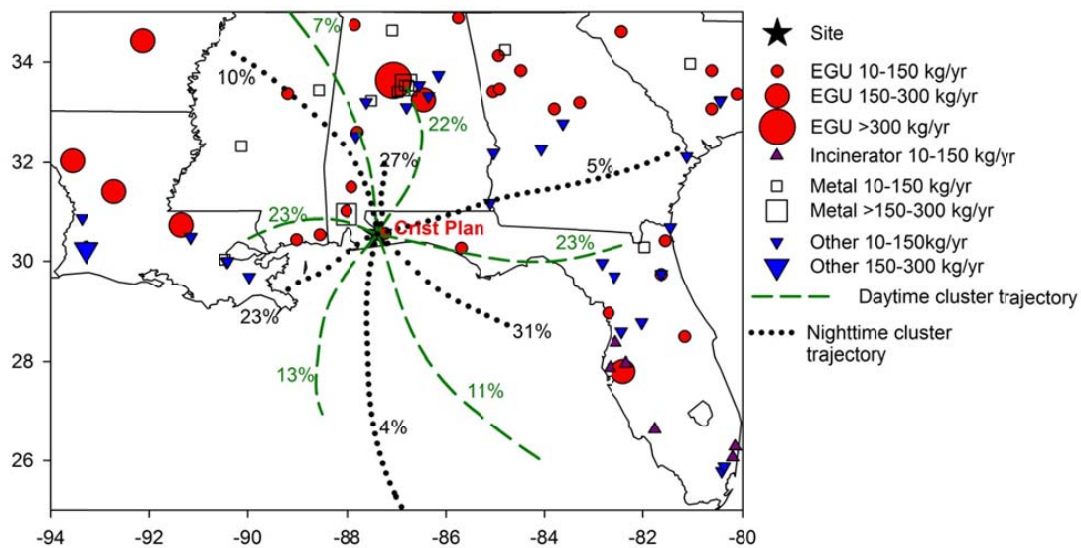 34
32
30
28
26
-94
-92
-90
-88
-86
-84
-82
-80
7%
10%
22%
27%
5%
23%
Crist Plan
23%
23%
31%
13%
11%
4%
Site
EGU 10-150 kg/yr
EGU 150-300 kg/yr
EGU >300 kg/yr
Incinerator 10-150 kg/yr
Metal 10-150 kg/yr
Metal >150-300 kg/yr
Other 10-150kg/yr
Other 150-300 kg/yr
Daytime cluster trajectory
Nighttime cluster
trajectory